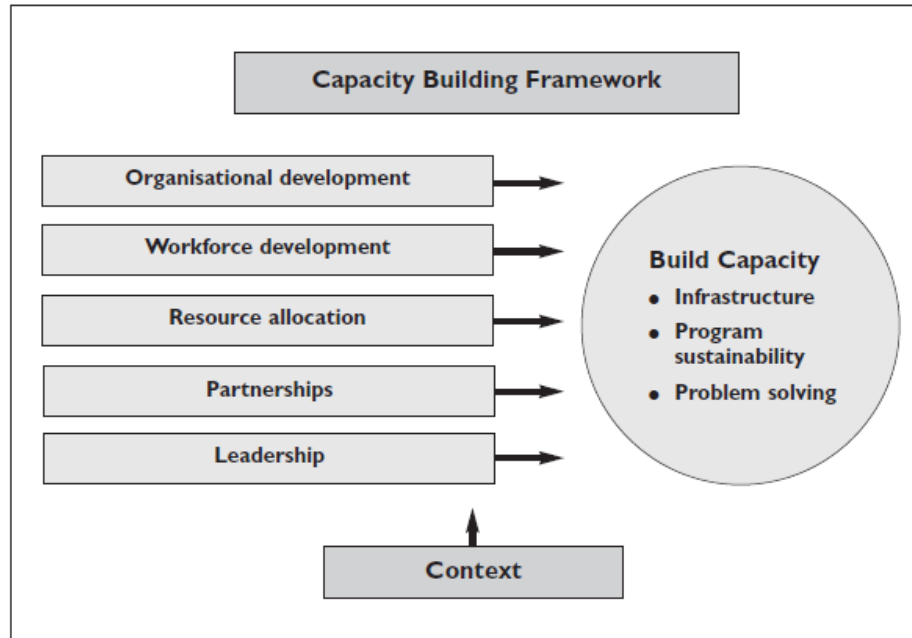 Capacity Building Framework
Organisational development
Workforce development
Resource allocation
Partnerships
Leadership
Build Capacity
• Infrastructure
• Program
sustainability
• Problem solving
Context